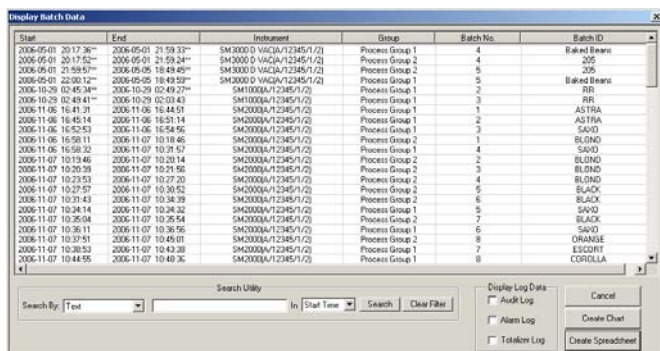 Display Batch Data
Start End Instrument Group Batch No. Batch ID
2006-05-01 20:17:36** 2006-05-01 21:59:33** SM3000 D VAC(A/12345/1/2) Process Group 1 4 Baked Beans
2006-05-01 20:17:52** 2006-05-01 21:59:24** SM3000 D VAC(A/12345/1/2) Process Group 2 4 205
2006-05-01 21:59:57** 2006-05-05 18:49:45** SM3000 D VAC(A/12345/1/2) Process Group 2 5 205
2006-05-01 22:00:12** 2006-05-05 18:49:59** SM3000 D VAC(A/12345/1/2) Process Group 1 5 Baked Beans
2006-10-29 02:45:34** 2006-10-29 02:49:27** SM1000(A/12345/1/2) Process Group 1 2 RR
2006-10-29 02:49:41** 2006-10-29 02:03:43 SM1000(A/12345/1/2) Process Group 1 3 RR
2006-11-06 16:41:31 2006-11-06 16:44:51 SM2000(A/12345/1/2) Process Group 1 1 ASTRA
2006-11-06 16:45:14 2006-11-06 16:51:14 SM2000(A/12345/1/2) Process Group 1 2 ASTRA
2006-11-06 16:52:53 2006-11-06 16:54:56 SM2000(A/12345/1/2) Process Group 1 3 SAXO
2006-11-06 16:58:11 2006-11-07 10:18:46 SM2000(A/12345/1/2) Process Group 2 1 BLOND
2006-11-06 16:58:32 2006-11-07 10:31:57 SM2000(A/12345/1/2) Process Group 1 4 SAXO
2006-11-07 10:19:46 2006-11-07 10:20:14 SM2000(A/12345/1/2) Process Group 2 2 BLOND
2006-11-07 10:20:39 2006-11-07 10:21:56 SM2000(A/12345/1/2) Process Group 2 3 BLOND
2006-11-07 10:23:53 2006-11-07 10:27:20 SM2000(A/12345/1/2) Process Group 2 4 BLOND
2006-11-07 10:27:57 2006-11-07 10:30:52 SM2000(A/12345/1/2) Process Group 2 5 BLACK
2006-11-07 10:31:43 2006-11-07 10:34:39 SM2000(A/12345/1/2) Process Group 2 6 BLACK
2006-11-07 10:34:14 2006-11-07 10:34:32 SM2000(A/12345/1/2) Process Group 1 5 SAXO
2006-11-07 10:35:04 2006-11-07 10:35:54 SM2000(A/12345/1/2) Process Group 2 7 BLACK
2006-11-07 10:36:11 2006-11-07 10:36:56 SM2000(A/12345/1/2) Process Group 1 6 SAXO
2006-11-07 10:37:51 2006-11-07 10:45:01 SM2000(A/12345/1/2) Process Group 2 8 ORANGE
2006-11-07 10:38:53 2006-11-07 10:43:38 SM2000(A/12345/1/2) Process Group 1 7 ESCORT
2006-11-07 10:44:55 2006-11-07 10:48:36 SM2000(A/12345/1/2) Process Group 1 8 COROLLA
Search Utility
Search By: Text In Start Time Search Clear Filter
Display Log Data
Audit Log
Alarm Log
Totalizer Log
Cancel
Create Chart
Create Spreadsheet